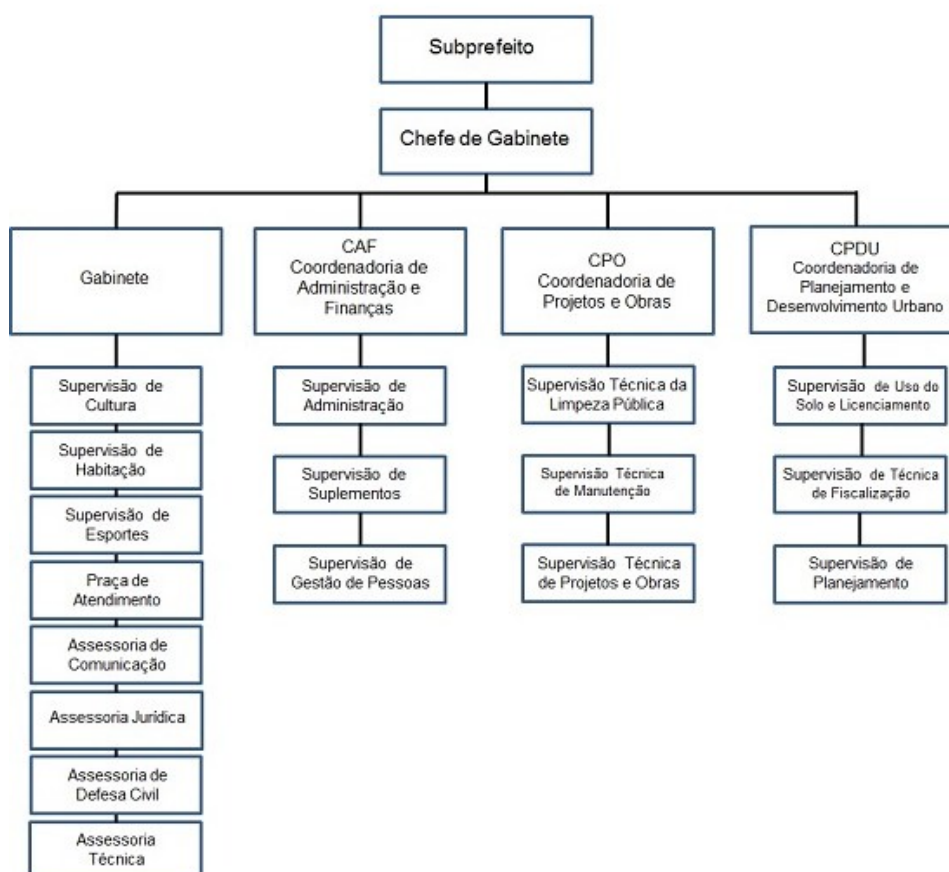 Subprefeito
Chefe de Gabinete
Gabinete
CAF
Coordenadoria de
Administração e
Finanças
CPO
Coordenadoria de
Projetos e Obras
CPDU
Coordenadoria de
Planejamento e
Desenvolvimento Urbano
Supervisão de
Cultura
Supervisão de
Habitação
Supervisão de
Esportes
Praça de
Atendimento
Assessoria de
Comunicação
Assessoria Jurídica
Assessoria de
Defesa Civil
Assessoria
Técnica
Supervisão de
Administração
Supervisão de
Suplementos
Supervisão de
Gestão de Pessoas
Supervisão Técnica da
Limpeza Pública
Supervisão Técnica
de Manutenção
Supervisão Técnica
de Projetos e Obras
Supervisão de Uso do
Solo e Licenciamento
Supervisão de Técnica
de Fiscalização
Supervisão de
Planejamento